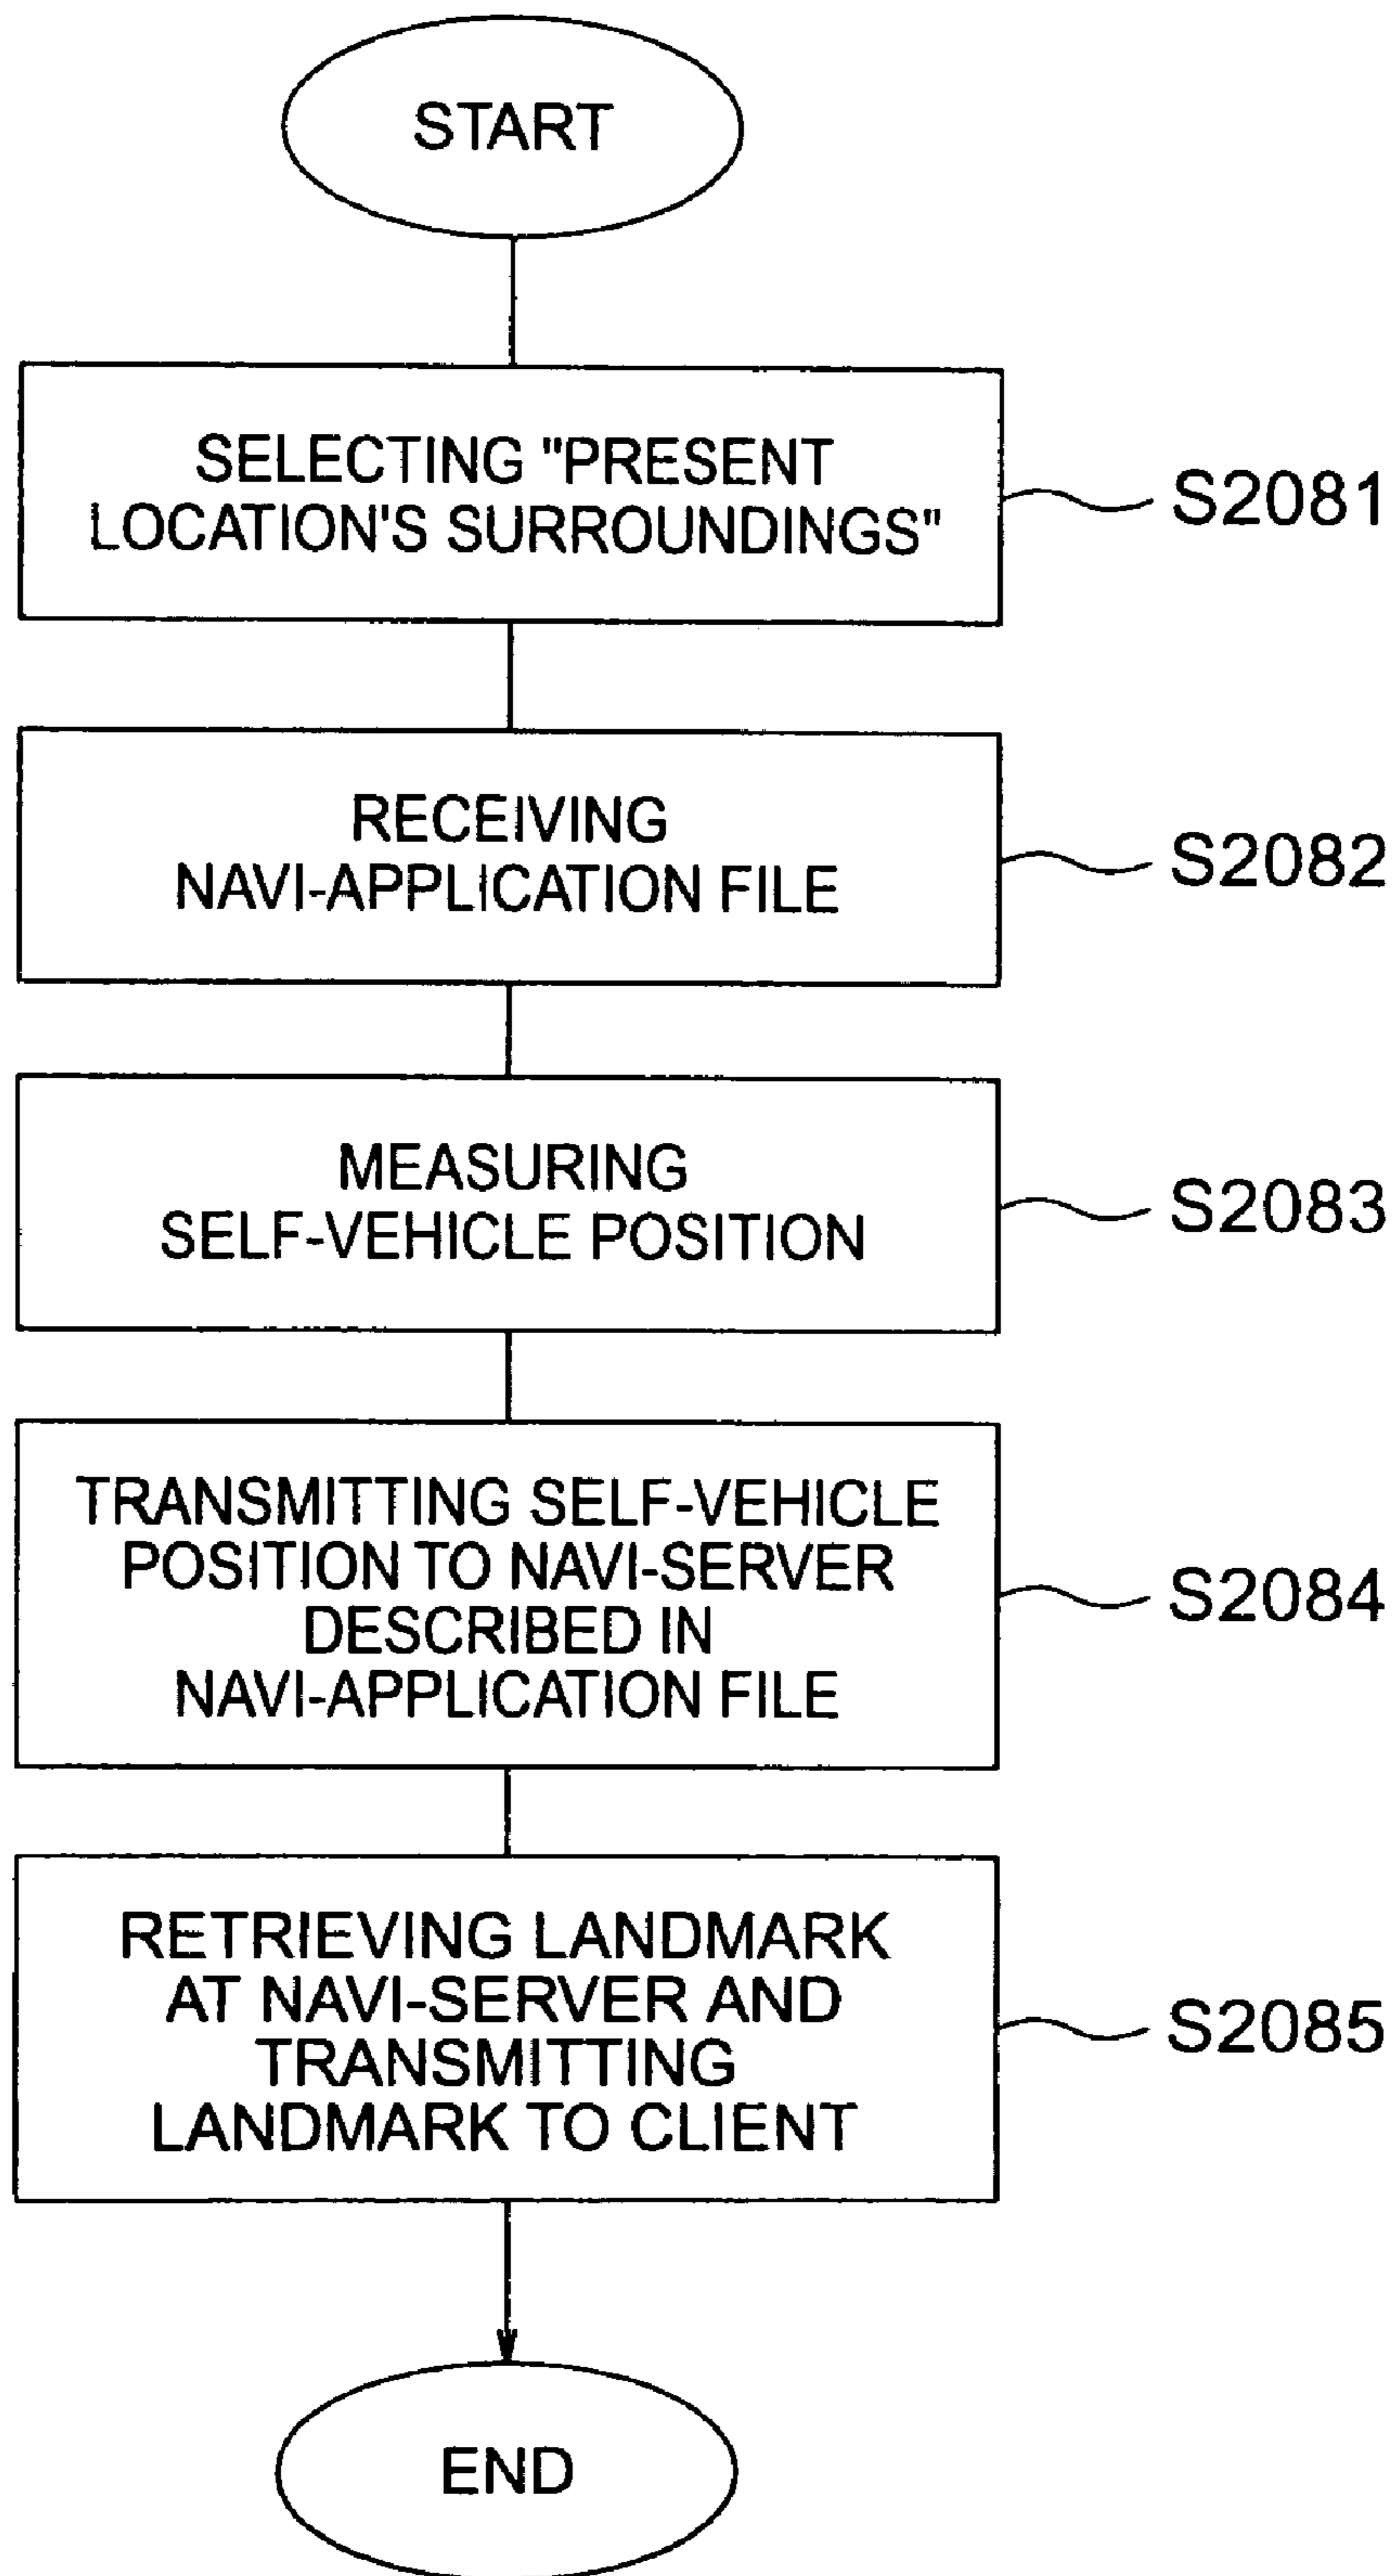 START
SELECTING "PRESENT
LOCATION'S SURROUNDINGS"
S2081
RECEIVING
NAVI-APPLICATION FILE
S2082
MEASURING
SELF-VEHICLE POSITION
S2083
TRANSMITTING SELF-VEHICLE
POSITION TO NAVI-SERVER
DESCRIBED IN
NAVI-APPLICATION FILE
S2084
RETRIEVING LANDMARK
AT NAVI-SERVER AND
TRANSMITTING
LANDMARK TO CLIENT
S2085
END